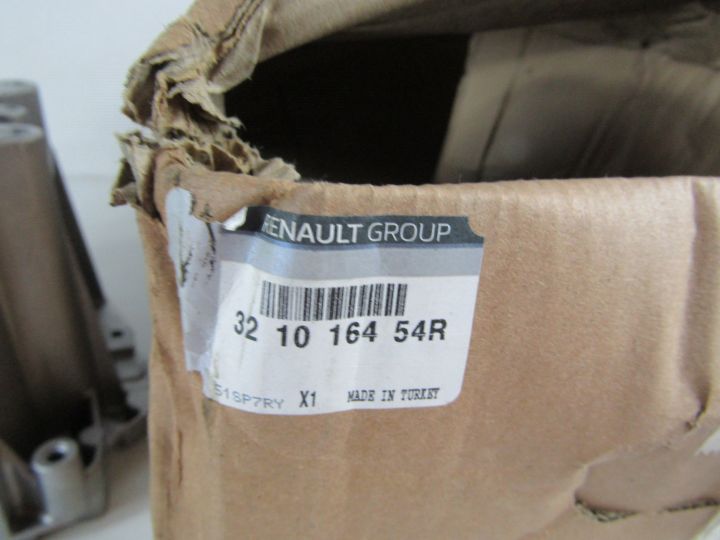 RENAULT GROUP
32 10 164 54R
51SP7RY X1 MADE IN TURKEY